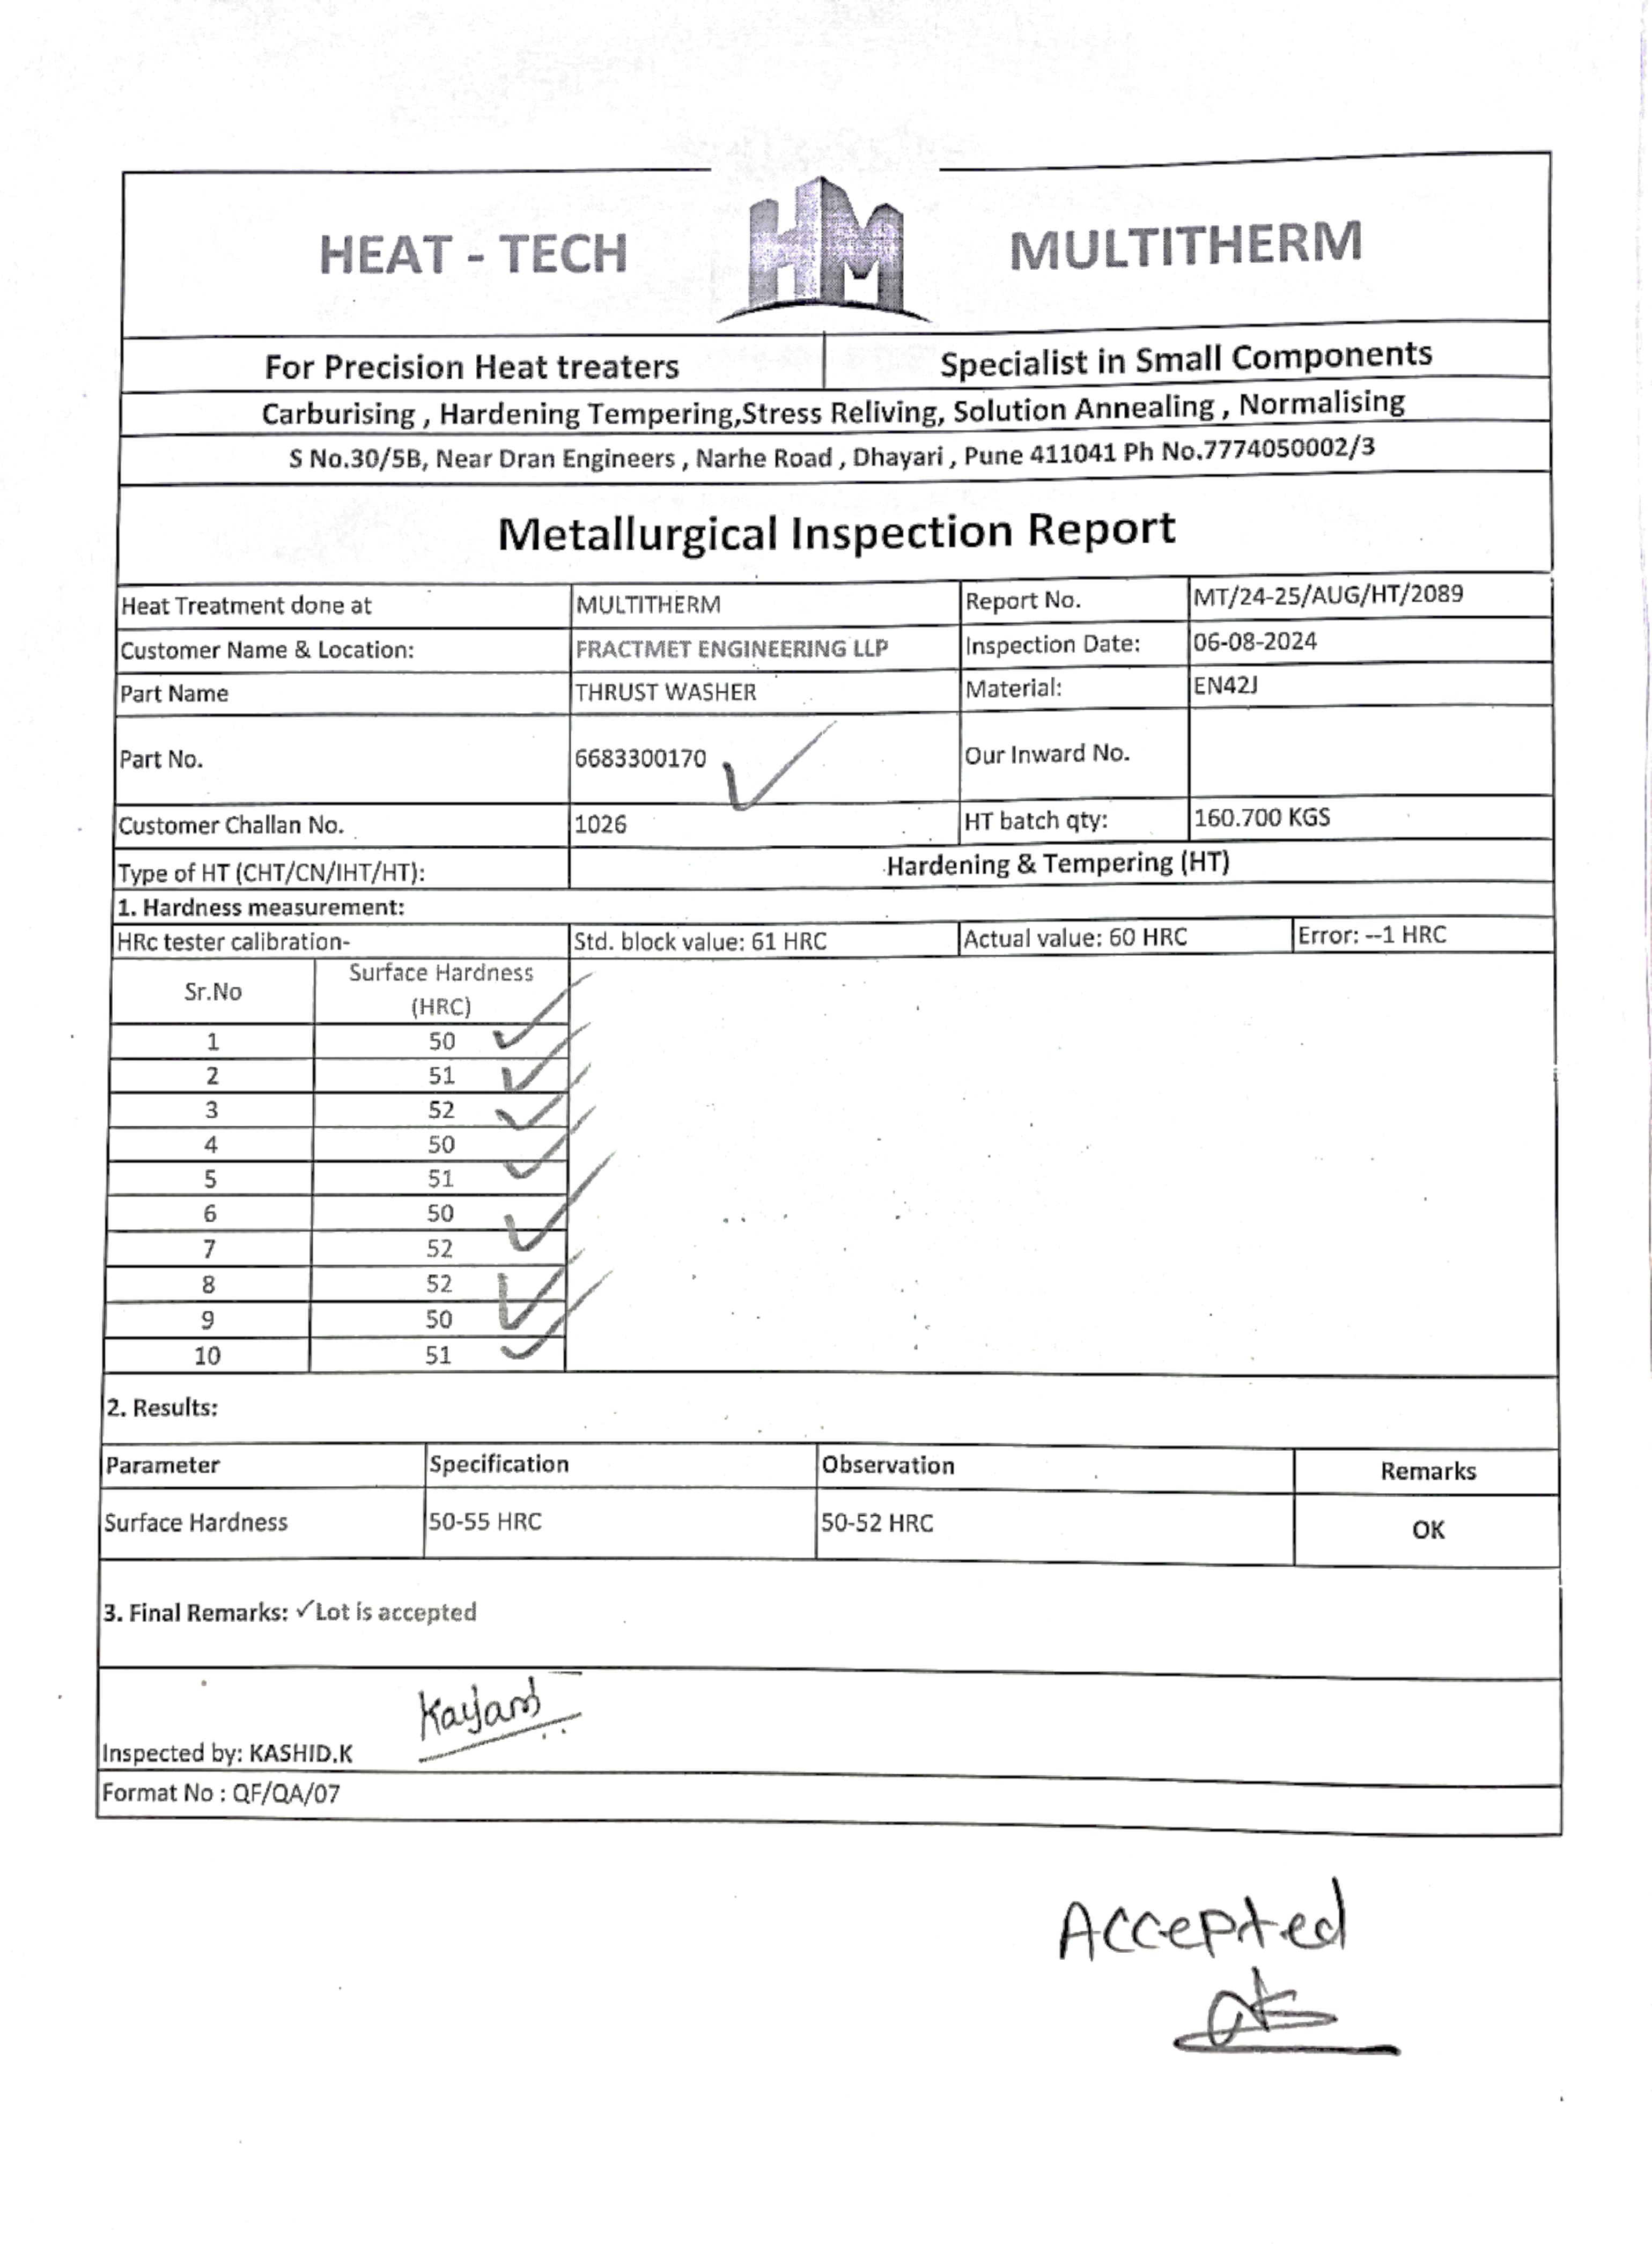 HEAT - TECH HM MULTITHERM
For Precision Heat treaters Specialist in Small Components
Carburising , Hardening Tempering,Stress Reliving, Solution Annealing , Normalising
S No.30/5B, Near Dran Engineers , Narhe Road , Dhayari , Pune 411041 Ph No.7774050002/3
Metallurgical Inspection Report
Heat Treatment done at MULTITHERM Report No. MT/24-25/AUG/HT/2089
Customer Name & Location: FRACTMET ENGINEERING LLP Inspection Date: 06-08-2024
Part Name THRUST WASHER Material: EN42J
Part No. 6683300170 Our Inward No.
Customer Challan No. 1026 HT batch qty: 160.700 KGS
Type of HT (CHT/CN/IHT/HT): Hardening & Tempering (HT)
1. Hardness measurement:
HRc tester calibration- Std. block value: 61 HRC Actual value: 60 HRC Error: --1 HRC
Sr.No Surface Hardness (HRC)
1 50
2 51
3 52
4 50
5 51
6 50
7 52
8 52
9 50
10 51
2. Results:
Parameter Specification Observation Remarks
Surface Hardness 50-55 HRC 50-52 HRC OK
3. Final Remarks: ✓Lot is accepted
Inspected by: KASHID.K
Format No : QF/QA/07
Accepted